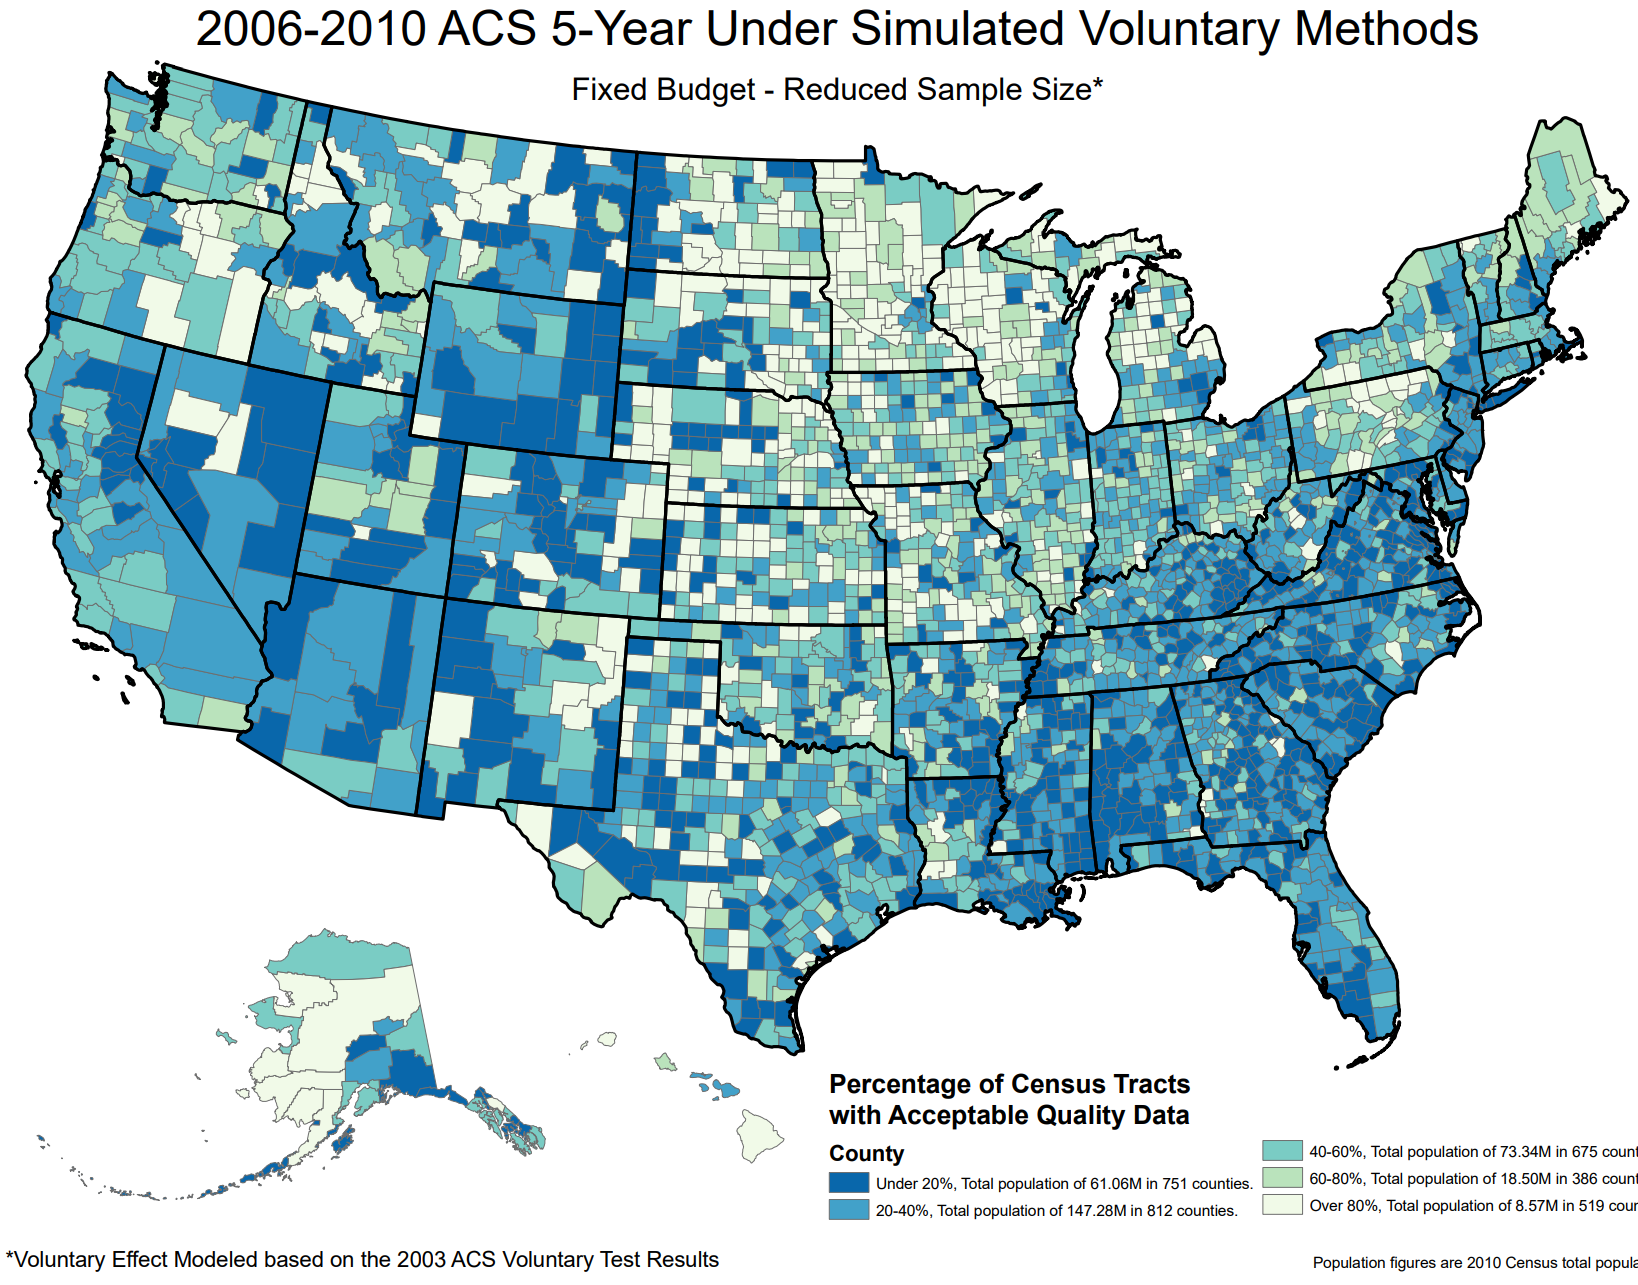 2006-2010 ACS 5-Year Under Simulated Voluntary Methods
Fixed Budget - Reduced Sample Size*
Percentage of Census Tracts
with Acceptable Quality Data
County
Under 20%, Total population of 61.06M in 751 counties.
20-40%, Total population of 147.28M in 812 counties.
40-60%, Total population of 73.34M in 675
60-80%, Total population of 18.50M in 386
Over 80%, Total population of 8.57M in 519
*Voluntary Effect Modeled based on the 2003 ACS Voluntary Test Results
Population figures are 2010 Census total